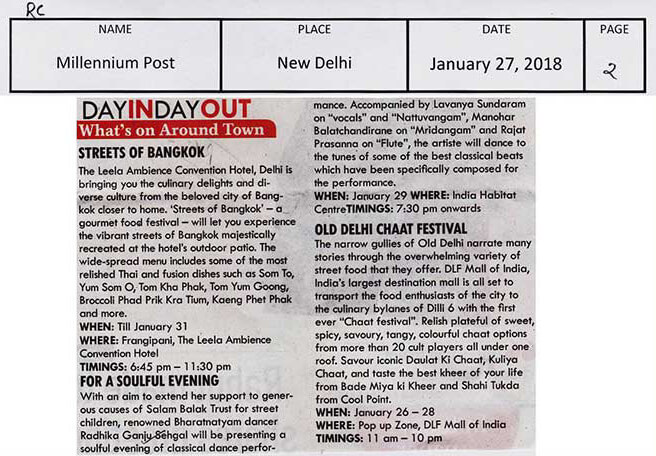 RC
NAME PLACE DATE PAGE
Millennium Post New Delhi January 27, 2018 2
DAYINDAYOUT
What's on Around Town
STREETS OF BANGKOK
The Leela Ambience Convention Hotel, Delhi is
bringing you the culinary delights and di-
verse culture from the beloved city of Bang-
kok closer to home. ‘Streets of Bangkok’ – a
gourmet food festival – will let you experience
the vibrant streets of Bangkok majestically
recreated at the hotel's outdoor patio. The
wide-spread menu includes some of the most
relished Thai and fusion dishes such as Som To,
Yum Som O, Tom Kha Phak, Tom Yum Goong,
Broccoli Phad Prik Kra Tium, Kaeng Phet Phak
and more.
WHEN: Till January 31
WHERE: Frangipani, The Leela Ambience
Convention Hotel
TIMINGS: 6:45 pm – 11:30 pm
FOR A SOULFUL EVENING
With an aim to extend her support to gener-
ous causes of Salam Balak Trust for street
children, renowned Bharatnatyam dancer
Radhika Ganju Sehgal will be presenting a
soulful evening of classical dance perfor-
mance. Accompanied by Lavanya Sundaram
on “vocals” and “Nattuvangam”, Manohar
Balatchandirane on “Mridangam” and Rajat
Prasanna on “Flute”, the artiste will dance to
the tunes of some of the best classical beats
which have been specifically composed for
the performance.
WHEN: January 29 WHERE: India Habitat
CentreTIMINGS: 7:30 pm onwards
OLD DELHI CHAAT FESTIVAL
The narrow gullies of Old Delhi narrate many
stories through the overwhelming variety of
street food that they offer. DLF Mall of India,
India's largest destination mall is all set to
transport the food enthusiasts of the city to
the culinary bylanes of Dilli 6 with the first
ever “Chaat festival”. Relish plateful of sweet,
spicy, savoury, tangy, colourful chaat options
from more than 20 cult players all under one
roof. Savour iconic Daulat Ki Chaat, Kuliya
Chaat, and taste the best kheer of your life
from Bade Miya ki Kheer and Shahi Tukda
from Cool Point.
WHEN: January 26 – 28
WHERE: Pop up Zone, DLF Mall of India
TIMINGS: 11 am – 10 pm